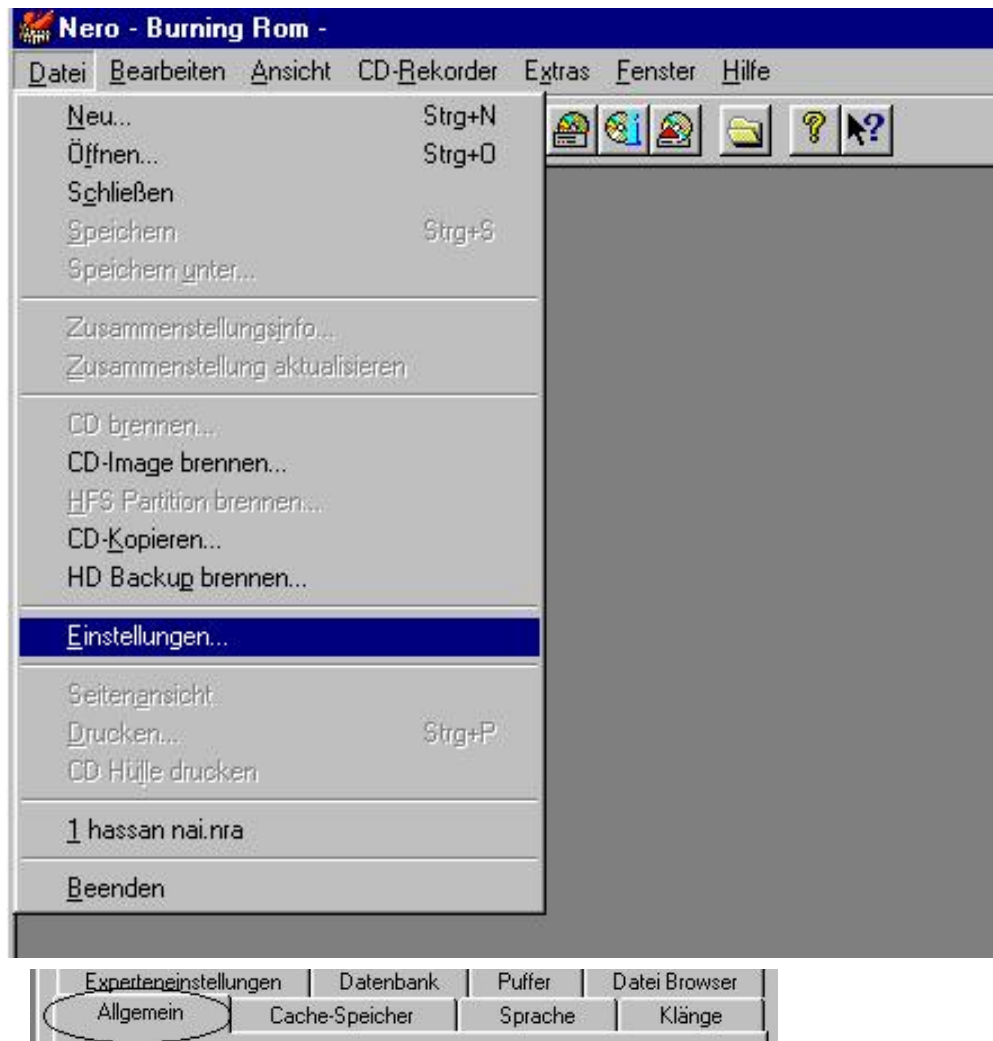 Nero - Burning Rom -
Datei Bearbeiten Ansicht CD-Rekorder Extras Fenster Hilfe
Neu... Strg+N
Öffnen... Strg+O
Schließen
Speichern Strg+S
Speichern unter...
Zusammenstellungsinfo...
Zusammenstellung aktualisieren
CD brennen...
CD-Image brennen...
HFS Partition brennen...
CD-Kopieren...
HD Backup brennen...
Einstellungen...
Seitenansicht
Drucken... Strg+P
CD Hülle drucken
1 hassan nai.nra
Beenden
Experteneinstellungen Datenbank Puffer Datei Browser
Allgemein Cache-Speicher Sprache Klänge